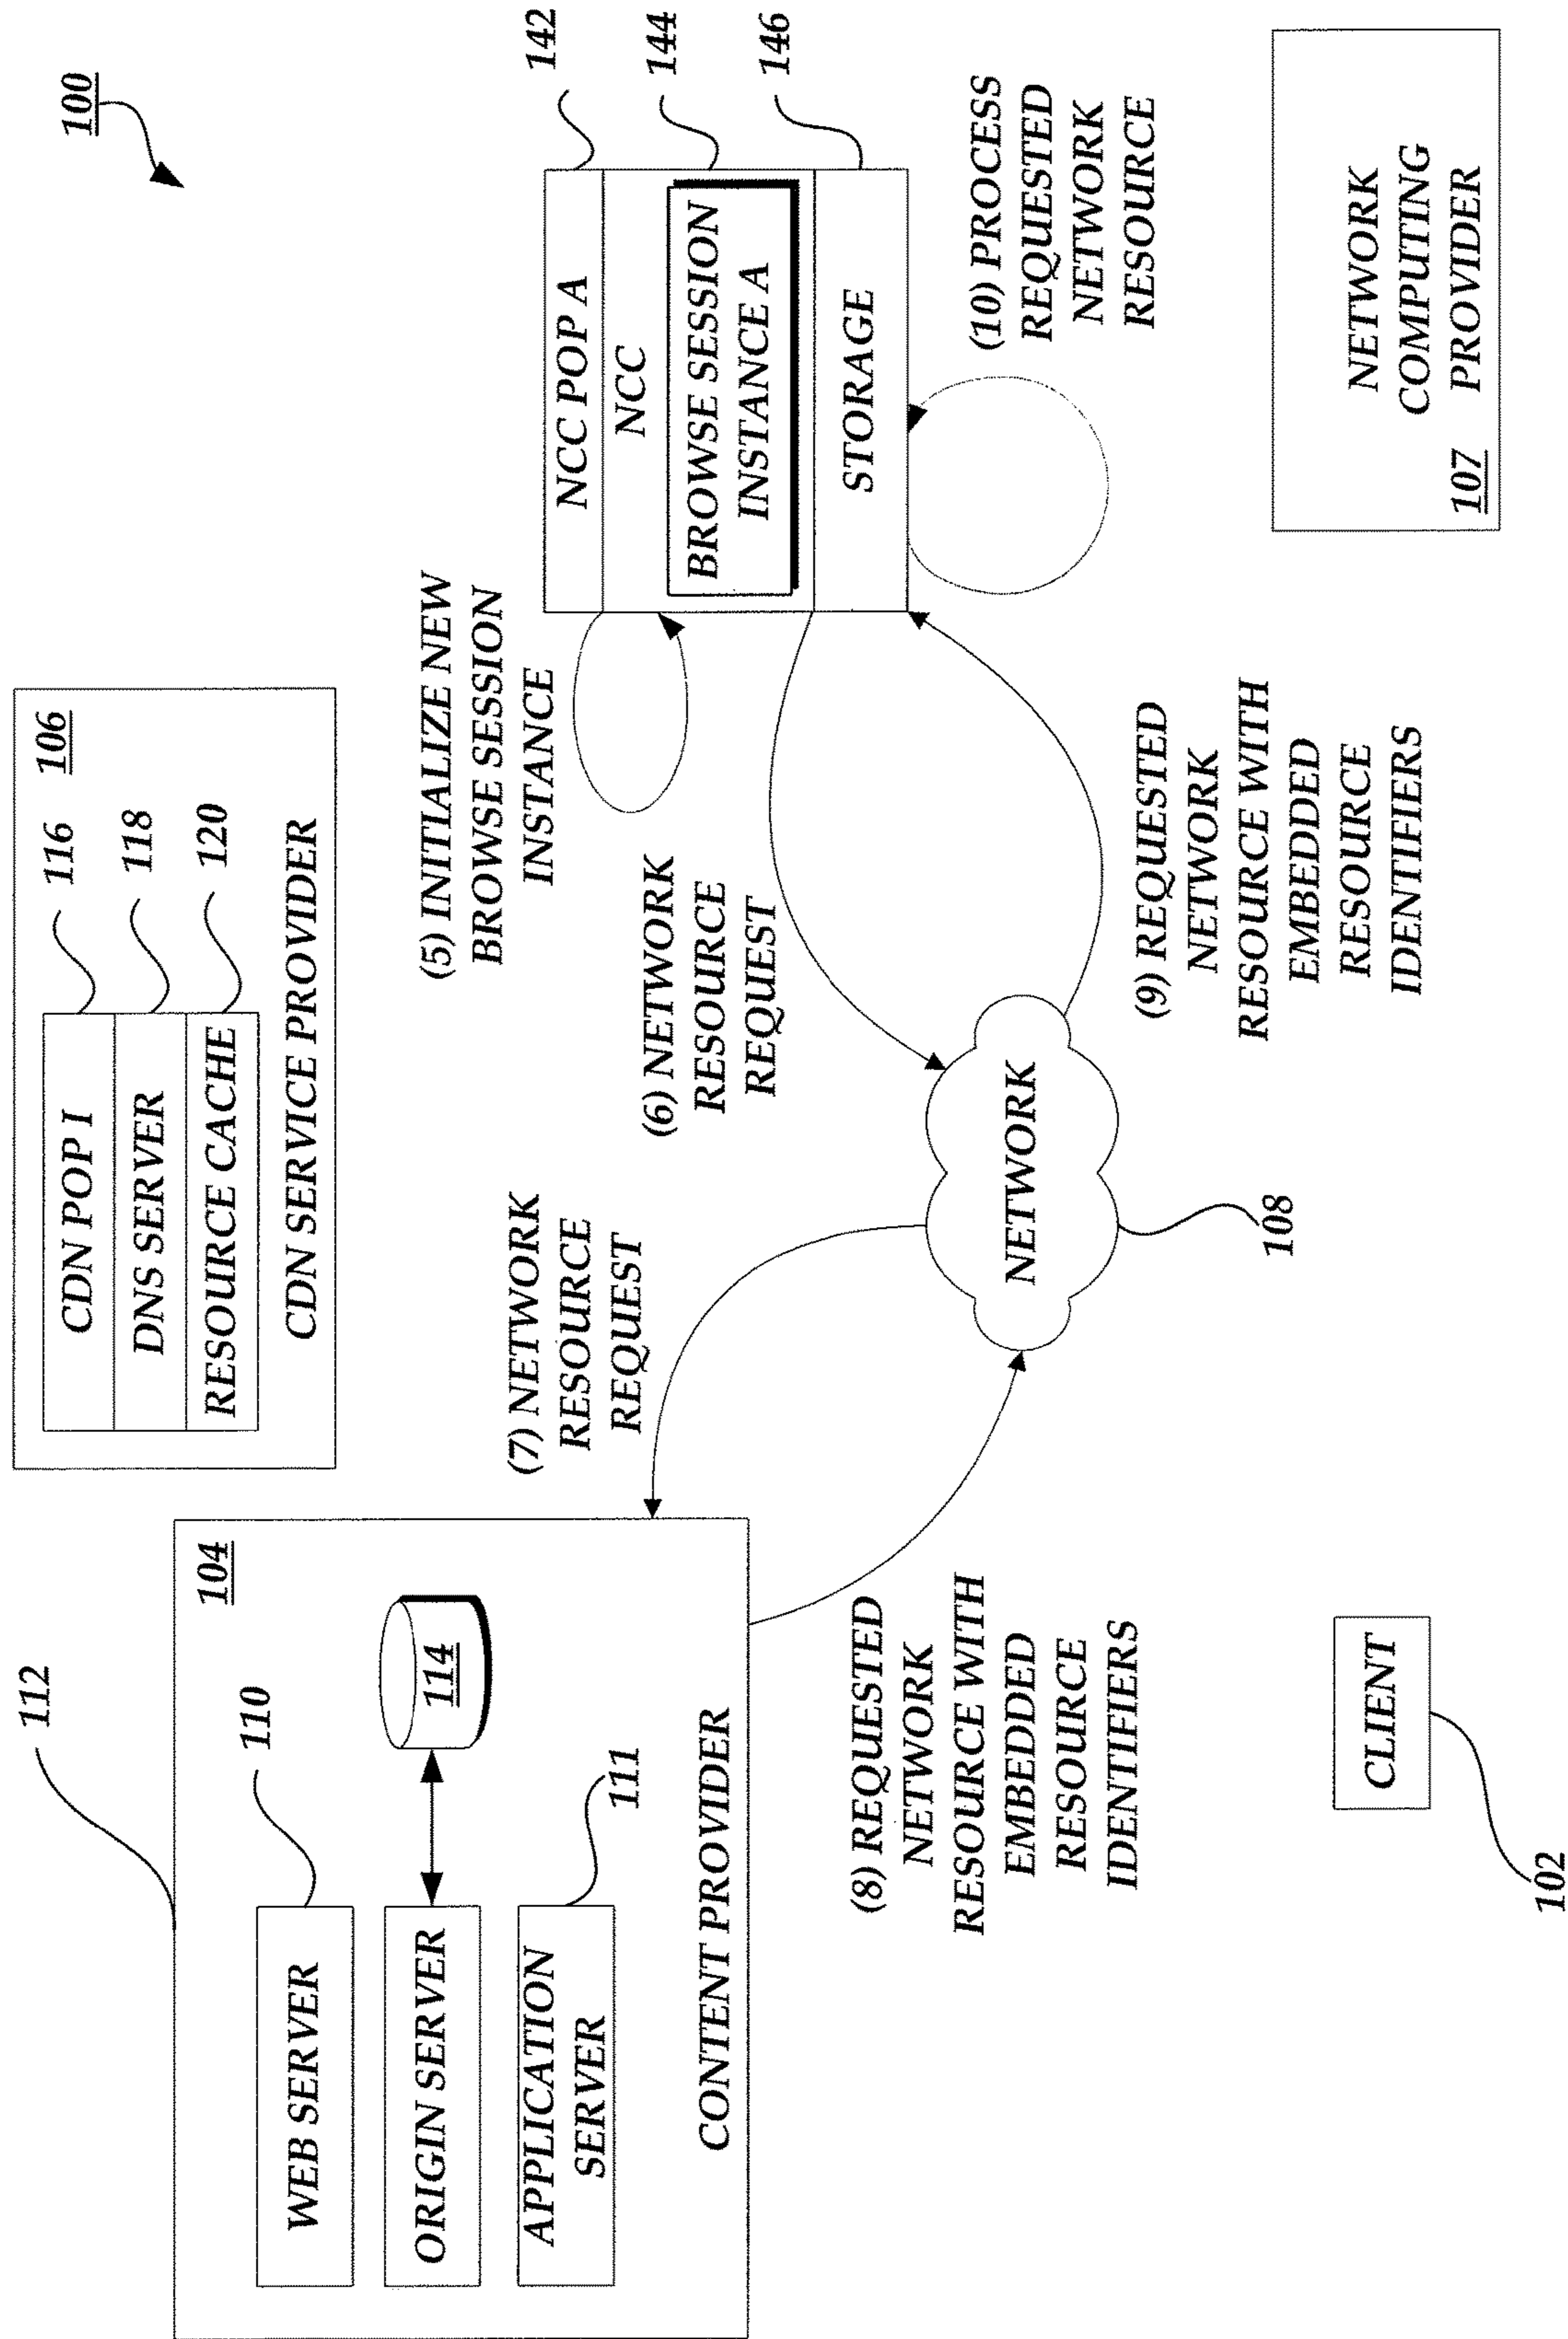 100
112
104
WEB SERVER
110
ORIGIN SERVER
114
APPLICATION
SERVER
111
CONTENT PROVIDER
106
CDN POP I
116
DNS SERVER
118
RESOURCE CACHE
120
CDN SERVICE PROVIDER
(5) INITIALIZE NEW
BROWSE SESSION
INSTANCE
NCC POP A
142
NCC
144
BROWSE SESSION
INSTANCE A
STORAGE
146
(6) NETWORK
RESOURCE
REQUEST
(7) NETWORK
RESOURCE
REQUEST
(8) REQUESTED
NETWORK
RESOURCE WITH
EMBEDDED
RESOURCE
IDENTIFIERS
NETWORK
108
(9) REQUESTED
NETWORK
RESOURCE WITH
EMBEDDED
RESOURCE
IDENTIFIERS
(10) PROCESS
REQUESTED
NETWORK
RESOURCE
CLIENT
102
NETWORK
COMPUTING
PROVIDER
107